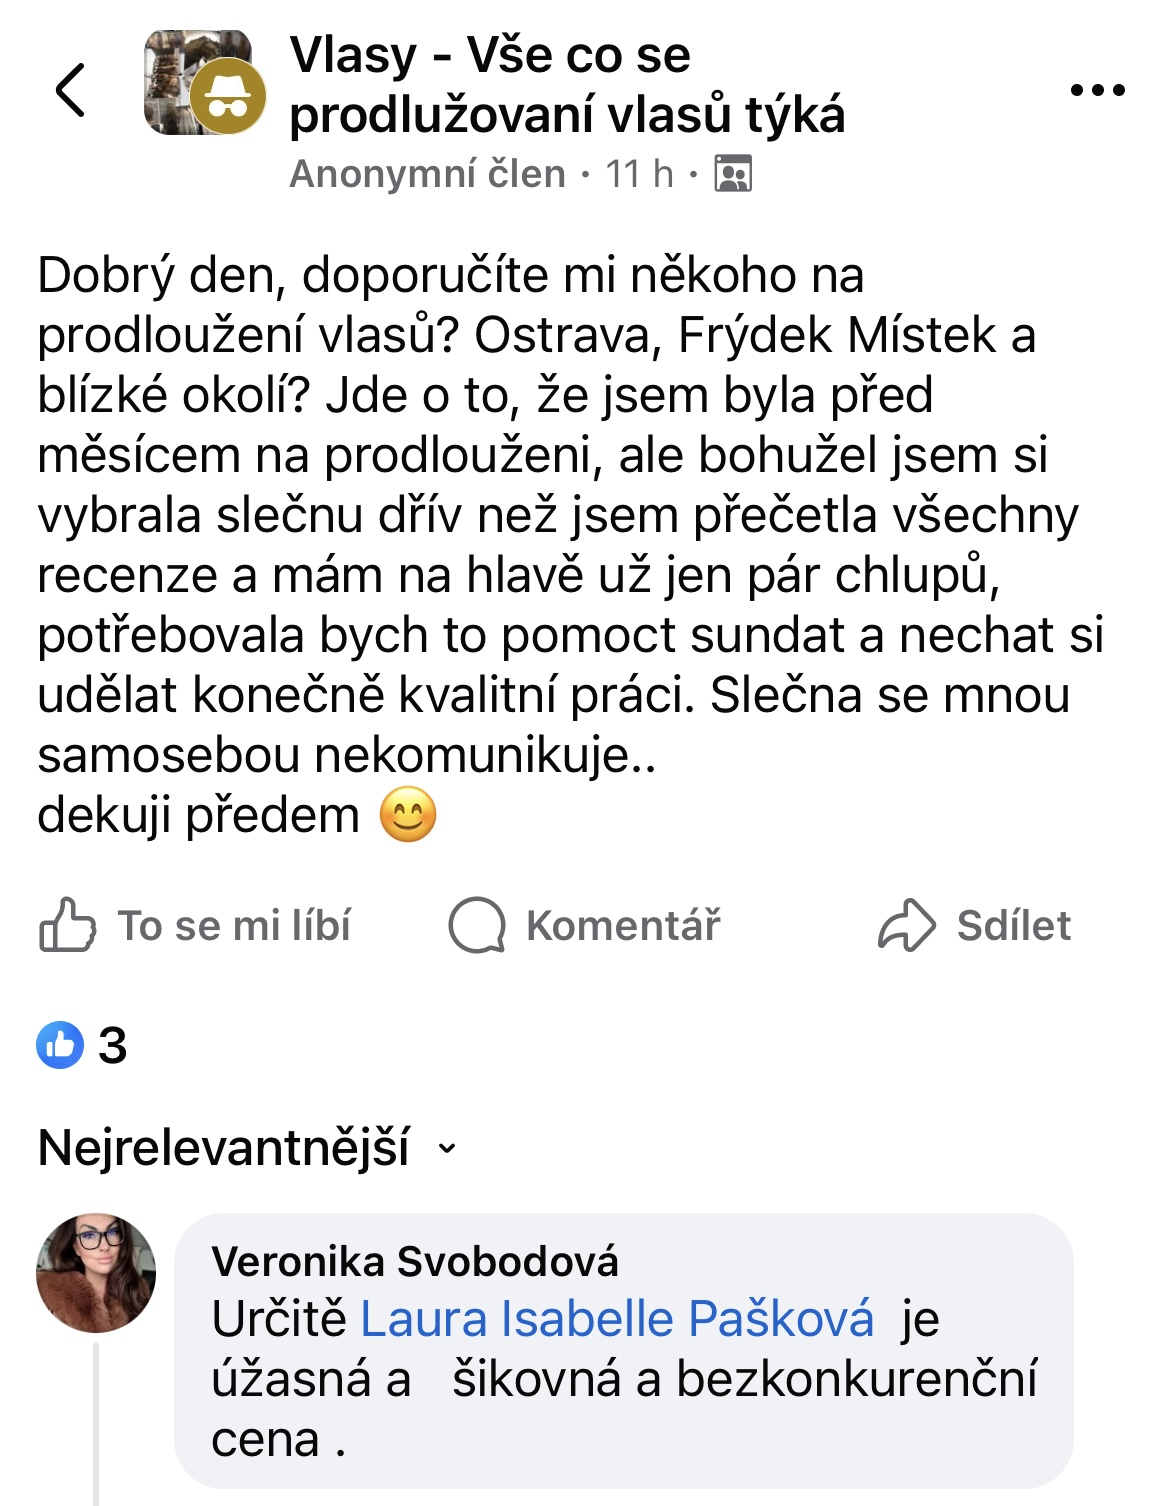 Vlasy - Vše co se
prodlužovaní vlasů týká
Anonymní člen · 11 h ·
Dobrý den, doporučíte mi někoho na
prodloužení vlasů? Ostrava, Frýdek Místek a
blízké okolí? Jde o to, že jsem byla před
měsícem na prodlouženi, ale bohužel jsem si
vybrala slečnu dřív než jsem přečetla všechny
recenze a mám na hlavě už jen pár chlupů,
potřebovala bych to pomoct sundat a nechat si
udělat konečně kvalitní práci. Slečna se mnou
samosebou nekomunikuje..
dekuji předem 😊
To se mi líbí
Komentář
Sdílet
3
Nejrelevantnější
Veronika Svobodová
Určitě Laura Isabelle Pašková  je
úžasná a   šikovná a bezkonkurenční
cena .